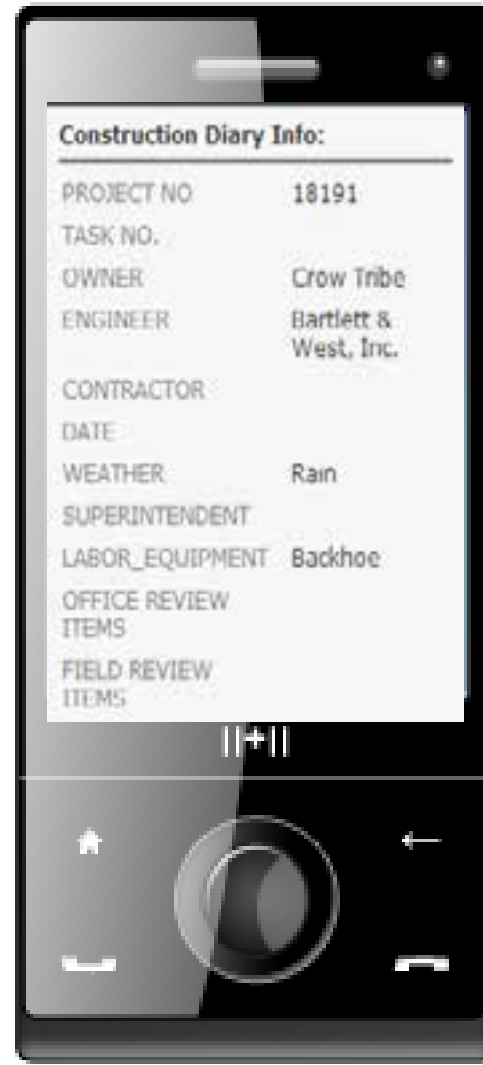 Construction Diary Info:
PROJECT NO 18191
TASK NO.
OWNER Crow Tribe
ENGINEER Bartlett &
West, Inc.
CONTRACTOR
DATE
WEATHER Rain
SUPERINTENDENT
LABOR_EQUIPMENT Backhoe
OFFICE REVIEW
ITEMS
FIELD REVIEW
ITEMS